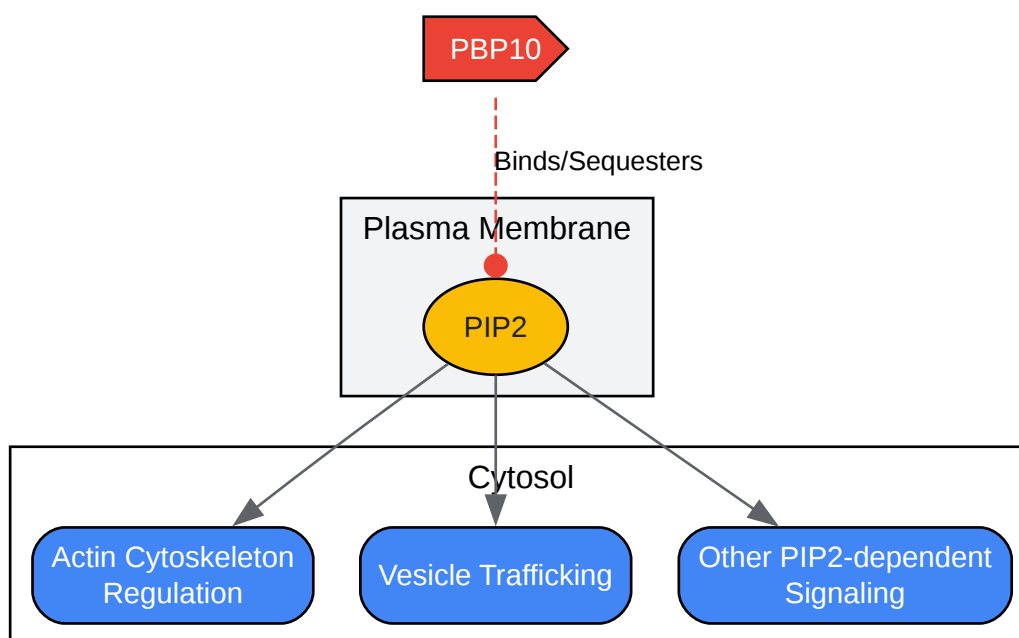 PBP10
Binds/Sequesters
Plasma Membrane
PIP2
Cytosol
Actin Cytoskeleton
Regulation
Vesicle Trafficking
Other PIP2-dependent
Signaling